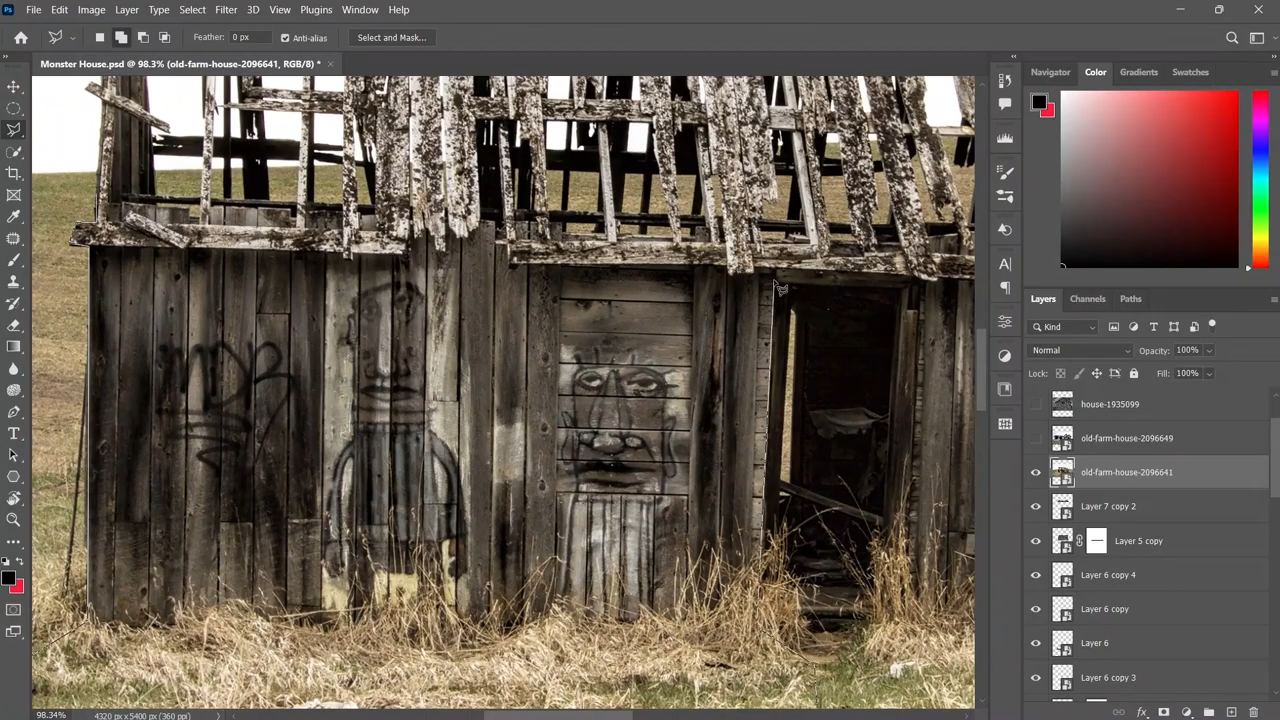 Ps File Edit Image Layer Type Select Filter 3D View Plugins Window Help
Feather: 0 px Anti-alias Select and Mask...
Monster House.psd @ 98.3% (old-farm-house-2096641, RGB/8) *
Navigator Color Gradients Swatches
Layers Channels Paths
Kind
Normal Opacity: 100%
Lock: Fill: 100%
house-1935099
old-farm-house-2096649
old-farm-house-2096641
Layer 7 copy 2
Layer 5 copy
Layer 6 copy 4
Layer 6 copy
Layer 6
Layer 6 copy 3
98.34% 4320 px x 5400 px (360 ppi)